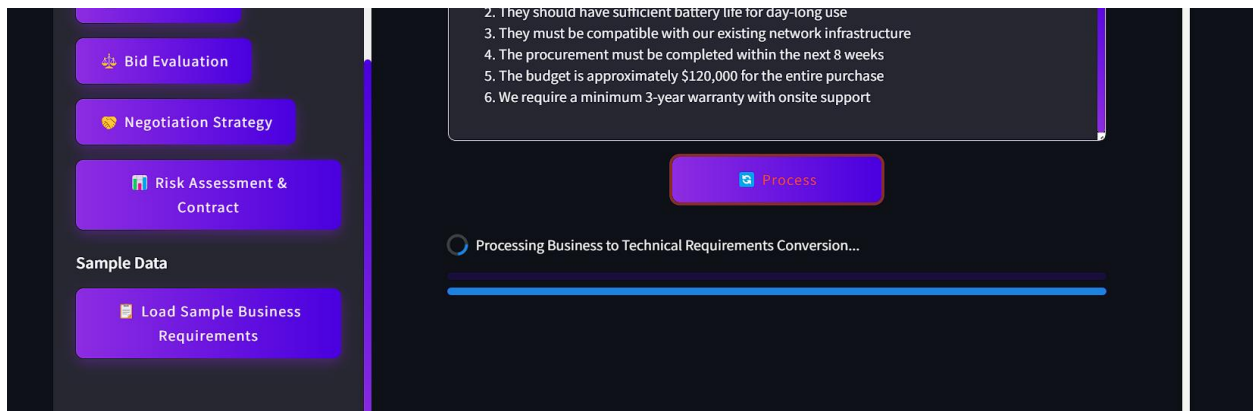 ⚖️ Bid Evaluation
🤝 Negotiation Strategy
📊 Risk Assessment &
Contract
Sample Data
📋 Load Sample Business
Requirements
2. They should have sufficient battery life for day-long use
3. They must be compatible with our existing network infrastructure
4. The procurement must be completed within the next 8 weeks
5. The budget is approximately $120,000 for the entire purchase
6. We require a minimum 3-year warranty with onsite support
🔄 Process
Processing Business to Technical Requirements Conversion...